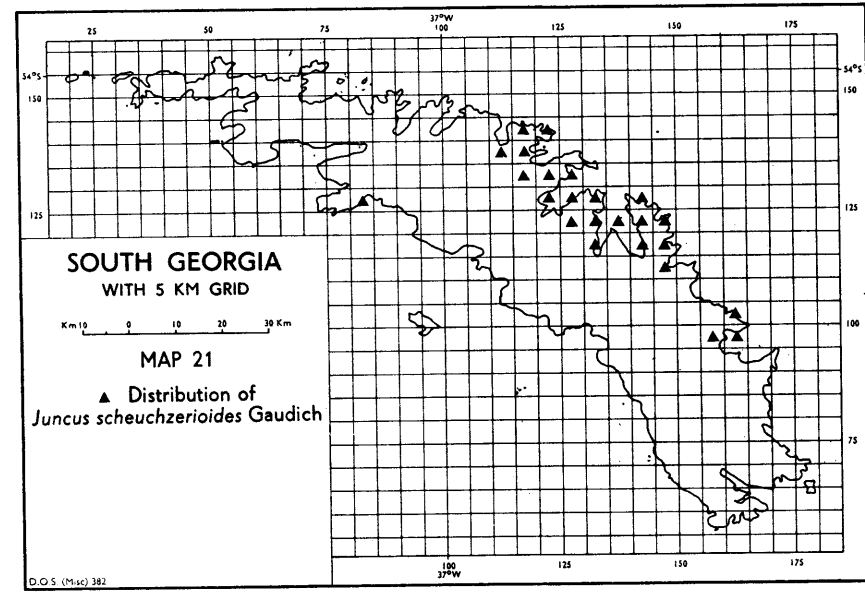 37°W
25 50 75 100 125 150 175
54°S 54°S
150 150
125 125
SOUTH GEORGIA
WITH 5 KM GRID
Km 10 0 10 20 30 Km
100
MAP 21
▲ Distribution of
Juncus scheuchzerioides Gaudich
75
100 125 150 175
37°W
D.O.S. (Misc) 382